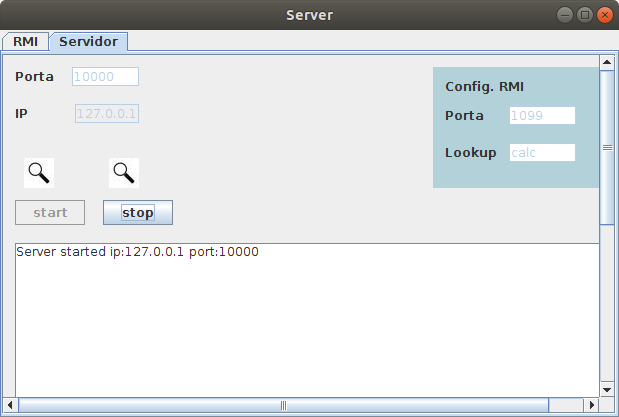 Server
RMI Servidor
Porta 10000
IP 127.0.0.1
Config. RMI
Porta 1099
Lookup calc
start stop
Server started ip:127.0.0.1 port:10000